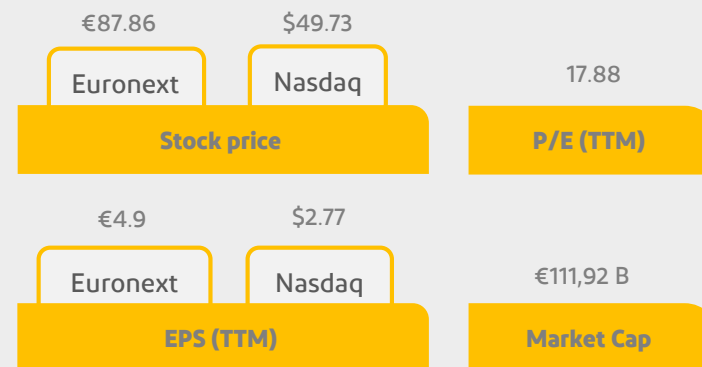 €87.86
$49.73
Euronext
Nasdaq
Stock price
17.88
P/E (TTM)
€4.9
$2.77
Euronext
Nasdaq
EPS (TTM)
€111,92 B
Market Cap